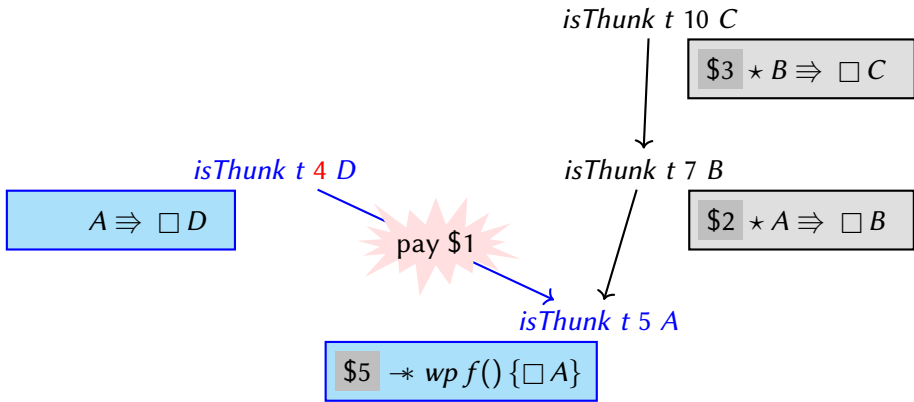 isThunk t 10 C
$3 ⋆ B ⇛ □ C
isThunk t 4 D
isThunk t 7 B
A ⇛ □ D
$2 ⋆ A ⇛ □ B
pay $1
isThunk t 5 A
$5 −∗ wp f() {□ A}